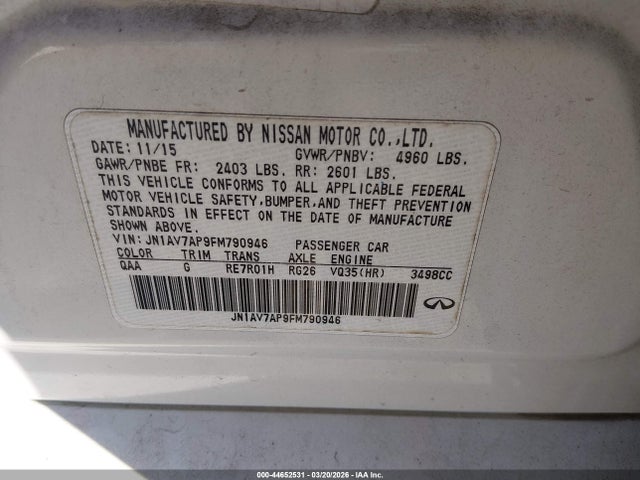 MANUFACTURED BY NISSAN MOTOR CO.,LTD.
DATE: 11/15 GVWR/PNBV: 4960 LBS.
GAWR/PNBE FR: 2403 LBS. RR: 2601 LBS.
THIS VEHICLE CONFORMS TO ALL APPLICABLE FEDERAL
MOTOR VEHICLE SAFETY,BUMPER,AND THEFT PREVENTION
STANDARDS IN EFFECT ON THE DATE OF MANUFACTURE
SHOWN ABOVE.
VIN: JN1AV7AP9FM790946 PASSENGER CAR
COLOR TRIM TRANS AXLE ENGINE
QAA G RE7R01H RG26 VQ35(HR) 3498CC
JN1AV7AP9FM790946
000-44652531 - 03/20/2026 - IAA Inc.